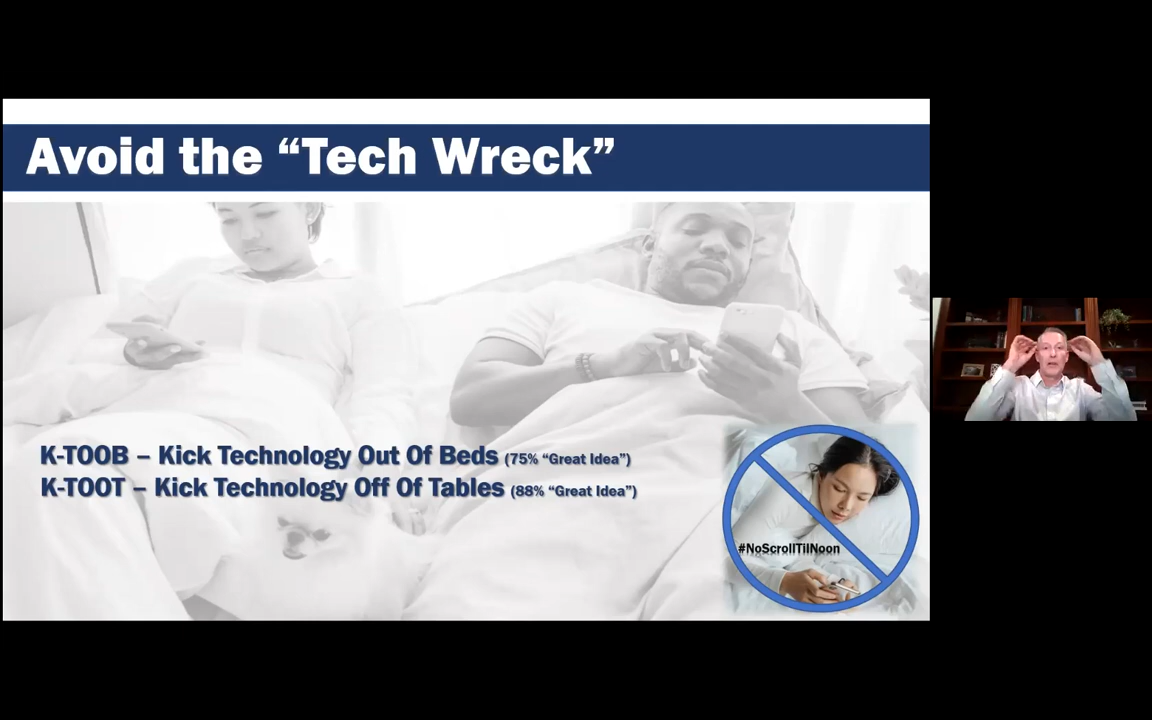 Avoid the “Tech Wreck”
K-TOOB – Kick Technology Out Of Beds (75% “Great Idea”)
K-TOOT – Kick Technology Off Of Tables (88% “Great Idea”)
#NoScrollTilNoon